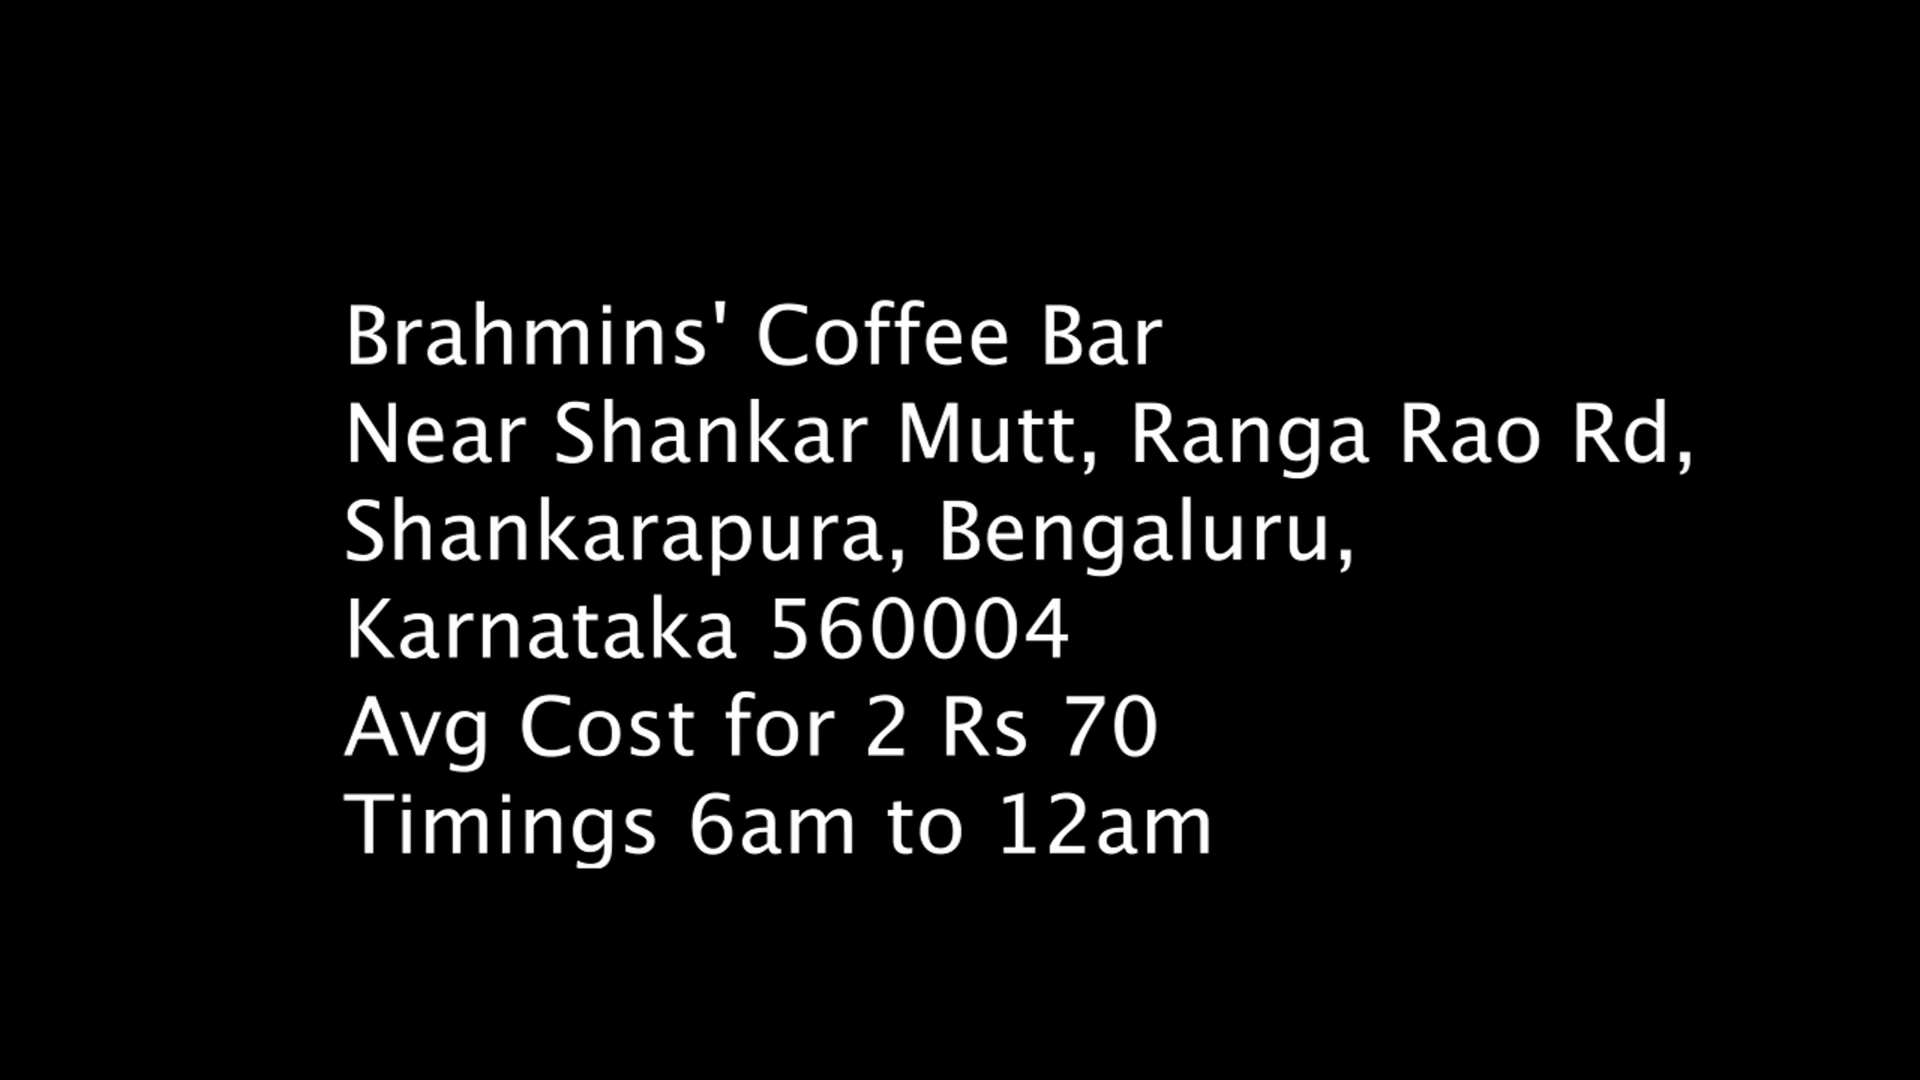 Brahmins' Coffee Bar
Near Shankar Mutt, Ranga Rao Rd,
Shankarapura, Bengaluru,
Karnataka 560004
Avg Cost for 2 Rs 70
Timings 6am to 12am